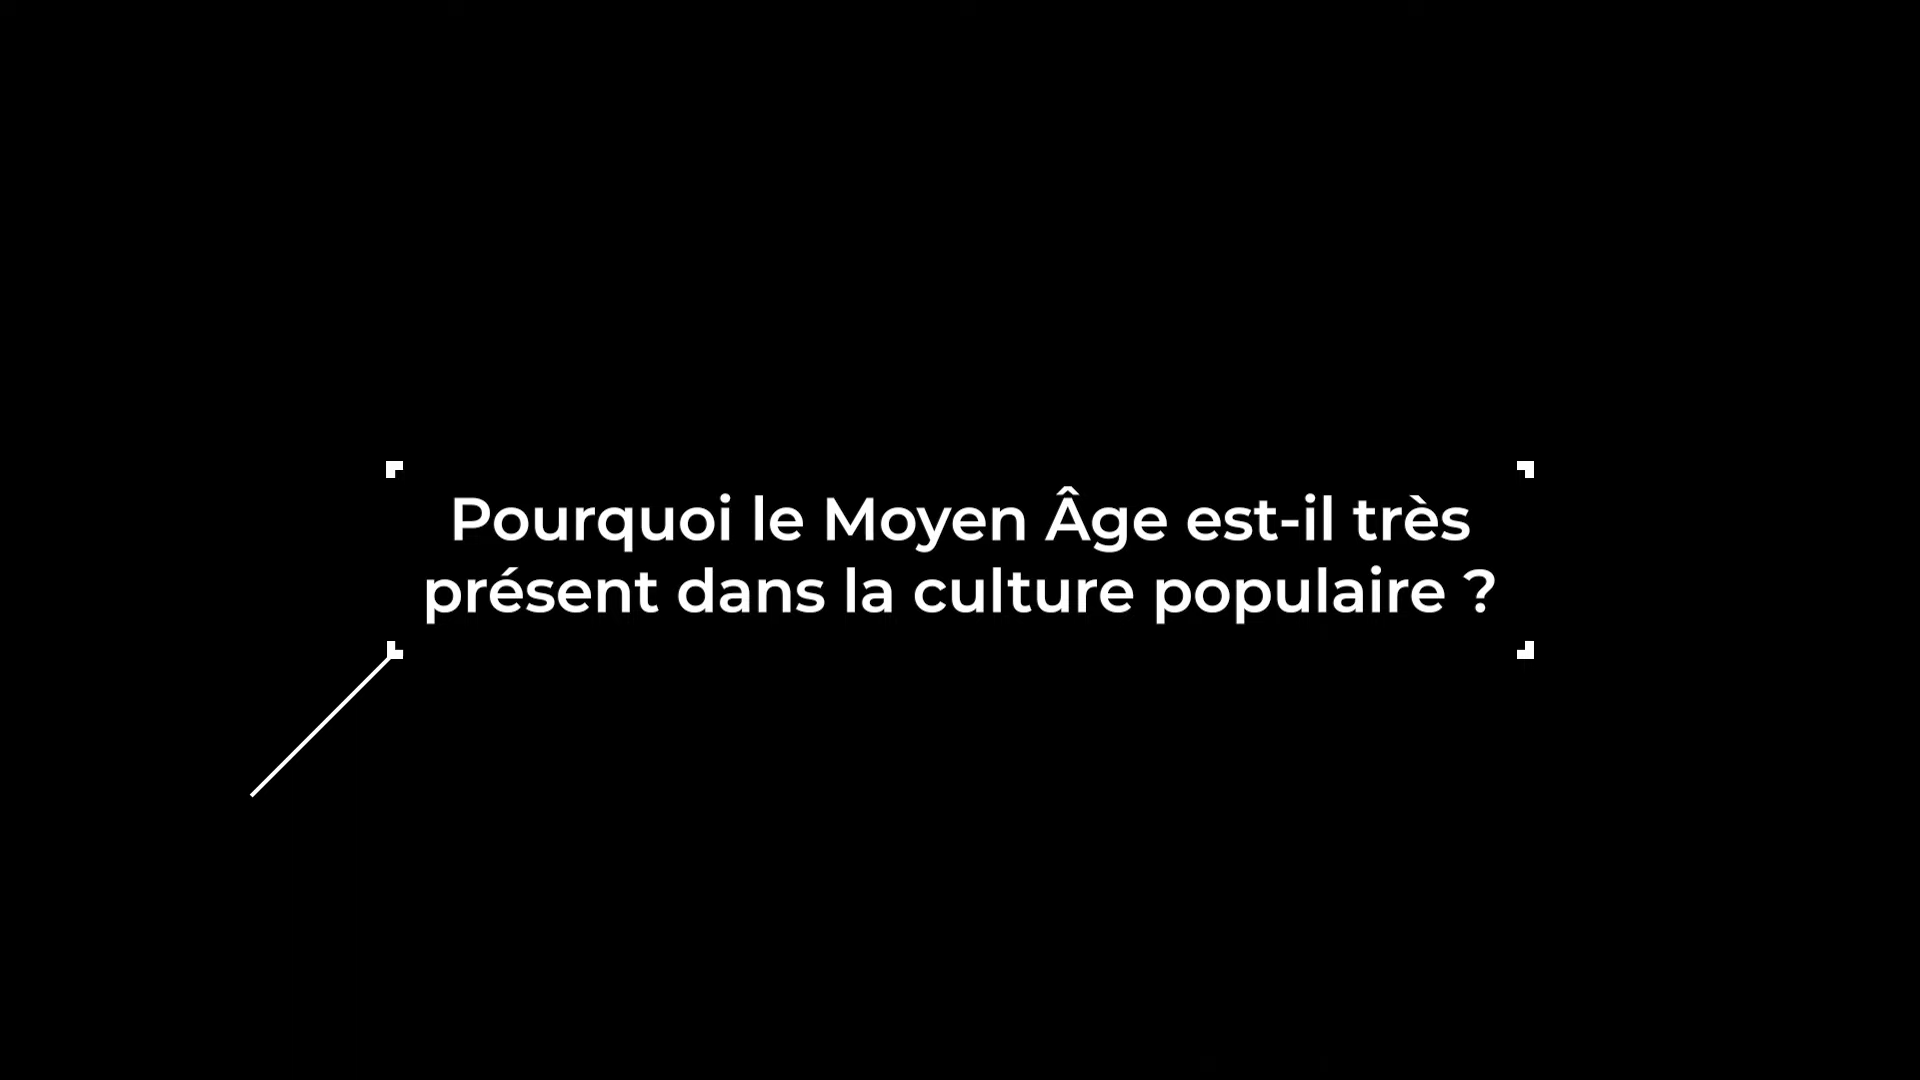 Pourquoi le Moyen Âge est-il très
présent dans la culture populaire ?